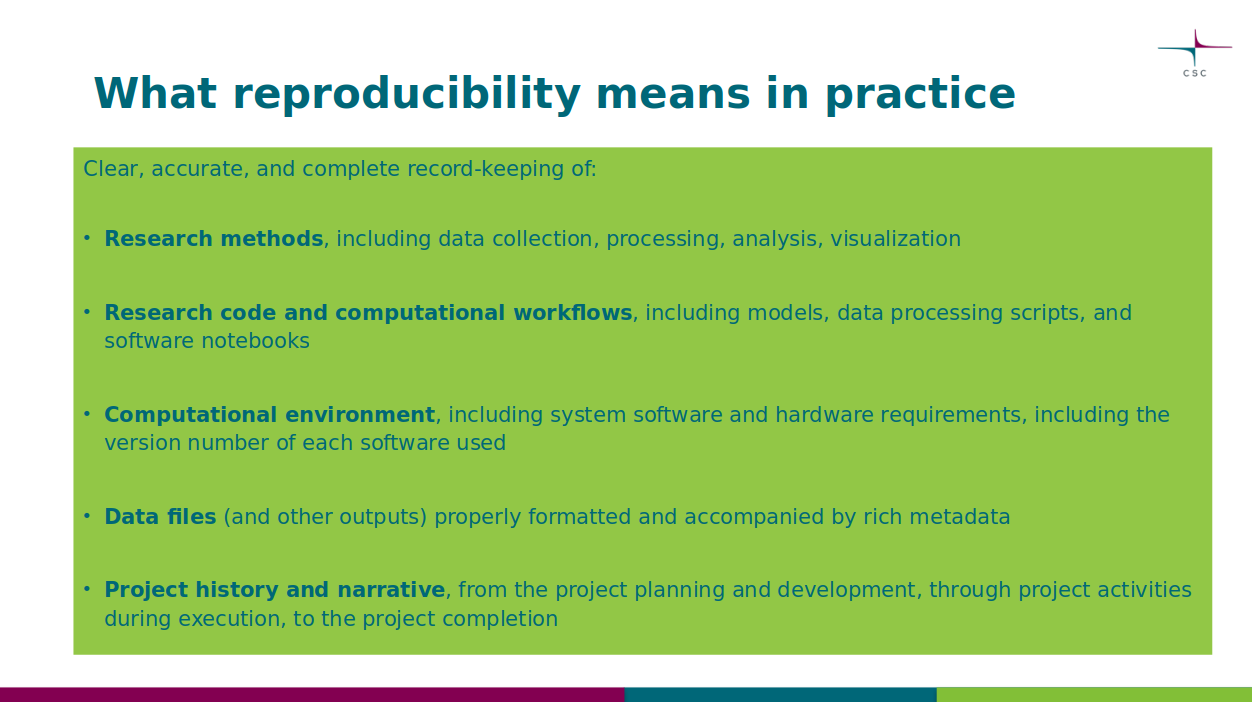 CSC
What reproducibility means in practice
Clear, accurate, and complete record-keeping of:
• Research methods, including data collection, processing, analysis, visualization
• Research code and computational workflows, including models, data processing scripts, and
software notebooks
• Computational environment, including system software and hardware requirements, including the
version number of each software used
• Data files (and other outputs) properly formatted and accompanied by rich metadata
• Project history and narrative, from the project planning and development, through project activities
during execution, to the project completion